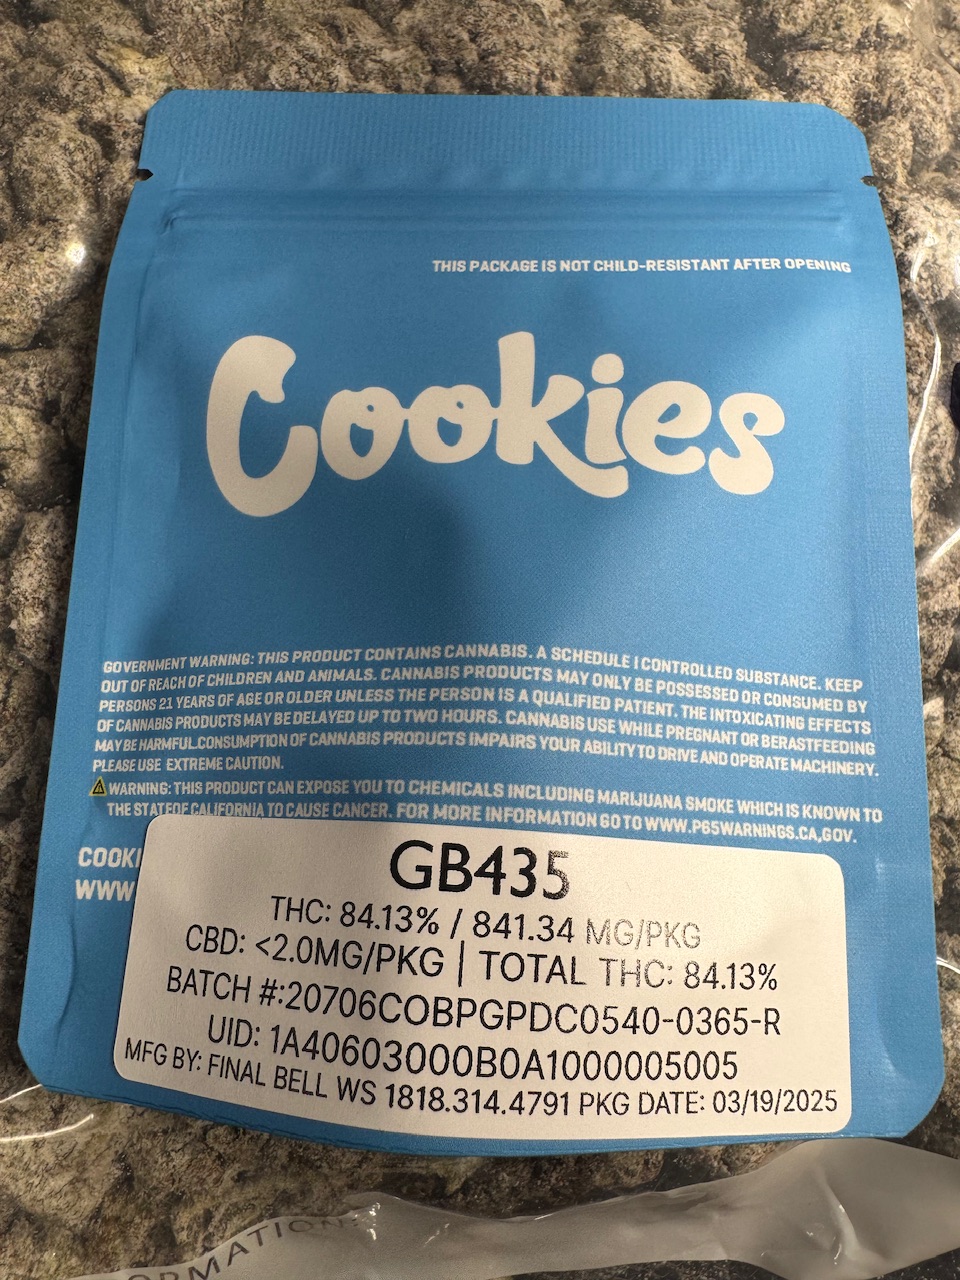 THIS PACKAGE IS NOT CHILD-RESISTANT AFTER OPENING
Cookies
GOVERNMENT WARNING: THIS PRODUCT CONTAINS CANNABIS. A SCHEDULE I CONTROLLED SUBSTANCE. KEEP
OUT OF REACH OF CHILDREN AND ANIMALS. CANNABIS PRODUCTS MAY ONLY BE POSSESSED OR CONSUMED BY
PERSONS 21 YEARS OF AGE OR OLDER UNLESS THE PERSON IS A QUALIFIED PATIENT. THE INTOXICATING EFFECTS
OF CANNABIS PRODUCTS MAY BE DELAYED UP TO TWO HOURS. CANNABIS USE WHILE PREGNANT OR BERASTFEEDING
MAY BE HARMFUL.CONSUMPTION OF CANNABIS PRODUCTS IMPAIRS YOUR ABILITY TO DRIVE AND OPERATE MACHINERY.
PLEASE USE EXTREME CAUTION.
WARNING: THIS PRODUCT CAN EXPOSE YOU TO CHEMICALS INCLUDING MARIJUANA SMOKE WHICH IS KNOWN TO
THE STATEOF CALIFORNIA TO CAUSE CANCER. FOR MORE INFORMATION GO TO WWW.P65WARNINGS.CA,GOV.
COOKI
WWW
GB435
THC: 84.13% / 841.34 MG/PKG
CBD: <2.0MG/PKG | TOTAL THC: 84.13%
BATCH #:20706COBPGPDC0540-0365-R
UID: 1A40603000B0A1000005005
MFG BY: FINAL BELL WS 1818.314.4791 PKG DATE: 03/19/2025
ORMATION